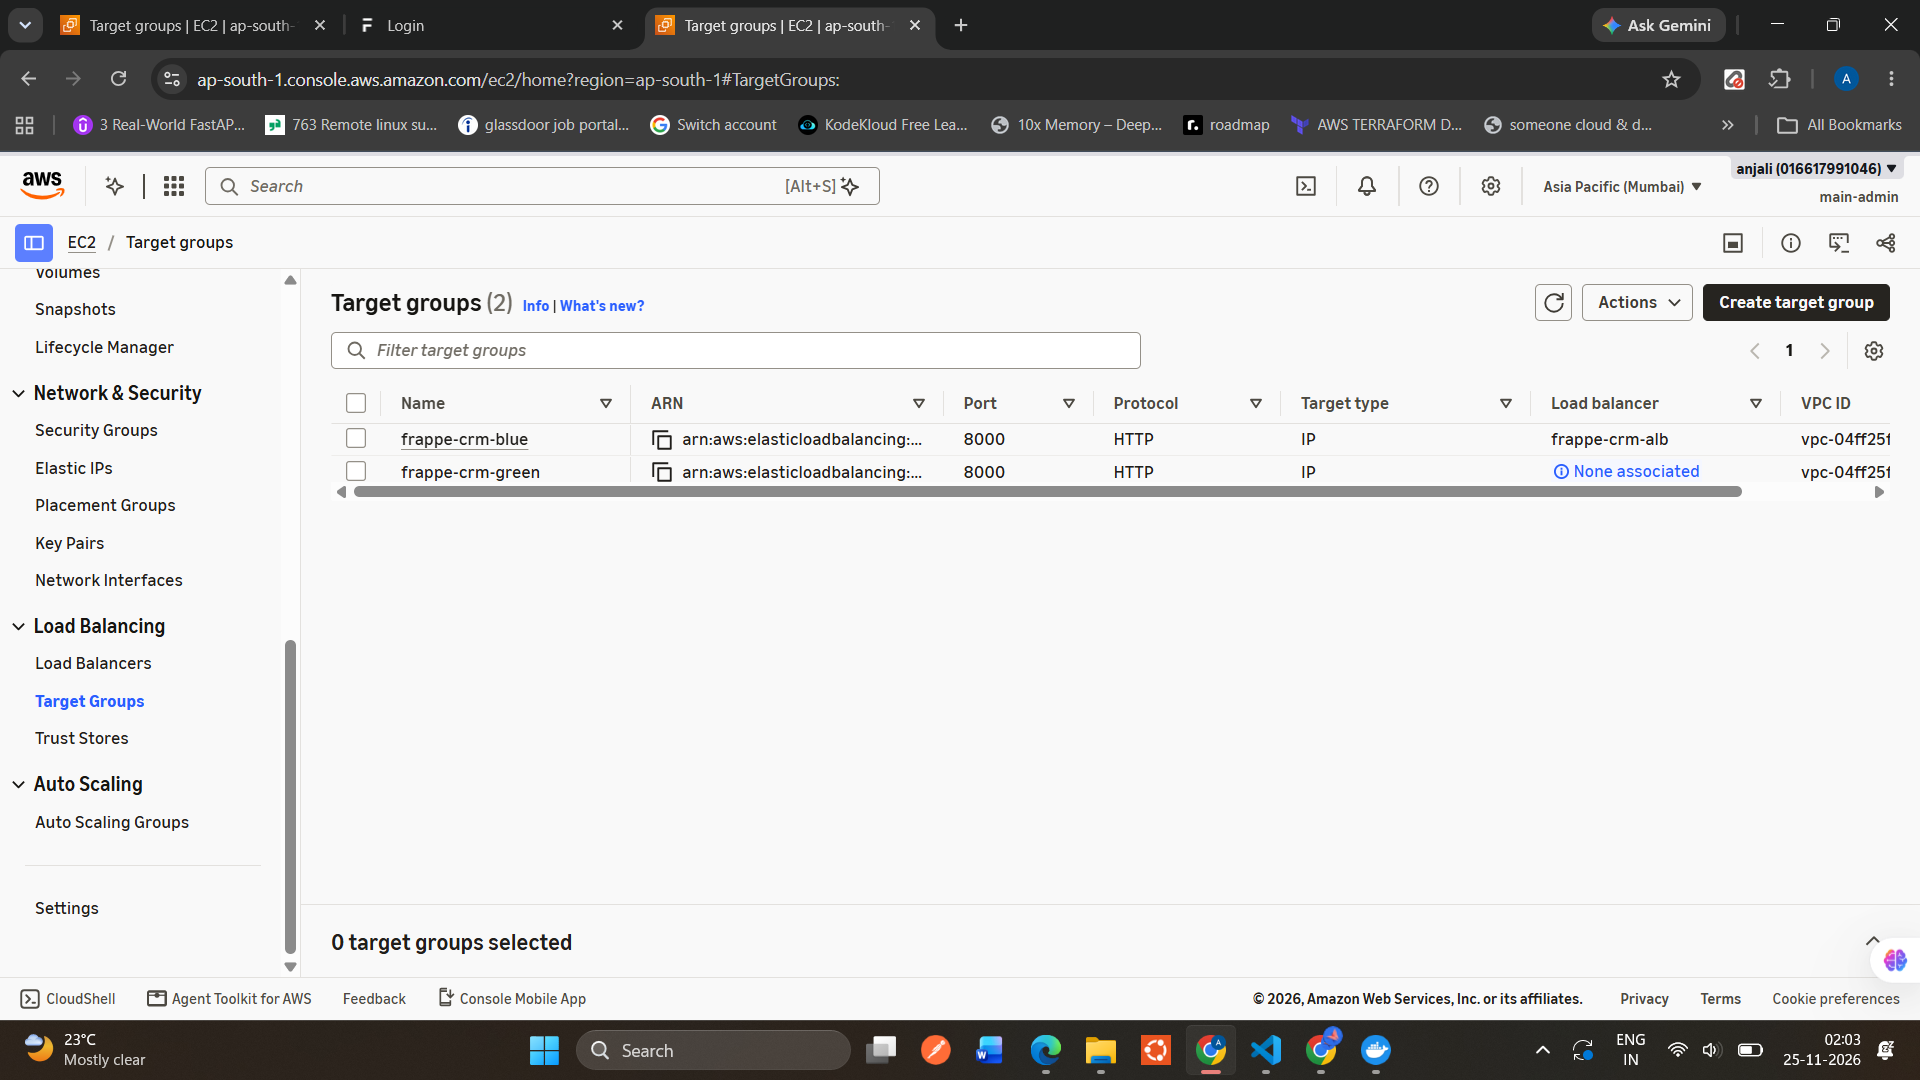 Target groups | EC2 | ap-south-
Login
Target groups | EC2 | ap-south-
Ask Gemini
ap-south-1.console.aws.amazon.com/ec2/home?region=ap-south-1#TargetGroups:
A
3 Real-World FastAP...
763 Remote linux su...
glassdoor job portal...
Switch account
KodeKloud Free Lea...
10x Memory – Deep...
roadmap
AWS TERRAFORM D...
someone cloud & d...
All Bookmarks
aws
Search
[Alt+S]
Asia Pacific (Mumbai)
anjali (016617991046)
main-admin
EC2 / Target groups
Volumes
Snapshots
Lifecycle Manager
Network & Security
Security Groups
Elastic IPs
Placement Groups
Key Pairs
Network Interfaces
Load Balancing
Load Balancers
Target Groups
Trust Stores
Auto Scaling
Auto Scaling Groups
Settings
Target groups (2) Info | What's new?
Actions
Create target group
Filter target groups
1
Name ARN Port Protocol Target type Load balancer VPC ID
frappe-crm-blue arn:aws:elasticloadbalancing:... 8000 HTTP IP frappe-crm-alb vpc-04ff25f
frappe-crm-green arn:aws:elasticloadbalancing:... 8000 HTTP IP None associated vpc-04ff25f
0 target groups selected
CloudShell
Agent Toolkit for AWS
Feedback
Console Mobile App
© 2026, Amazon Web Services, Inc. or its affiliates.
Privacy
Terms
Cookie preferences
23°C
Mostly clear
Search
ENG
IN
02:03
25-11-2026